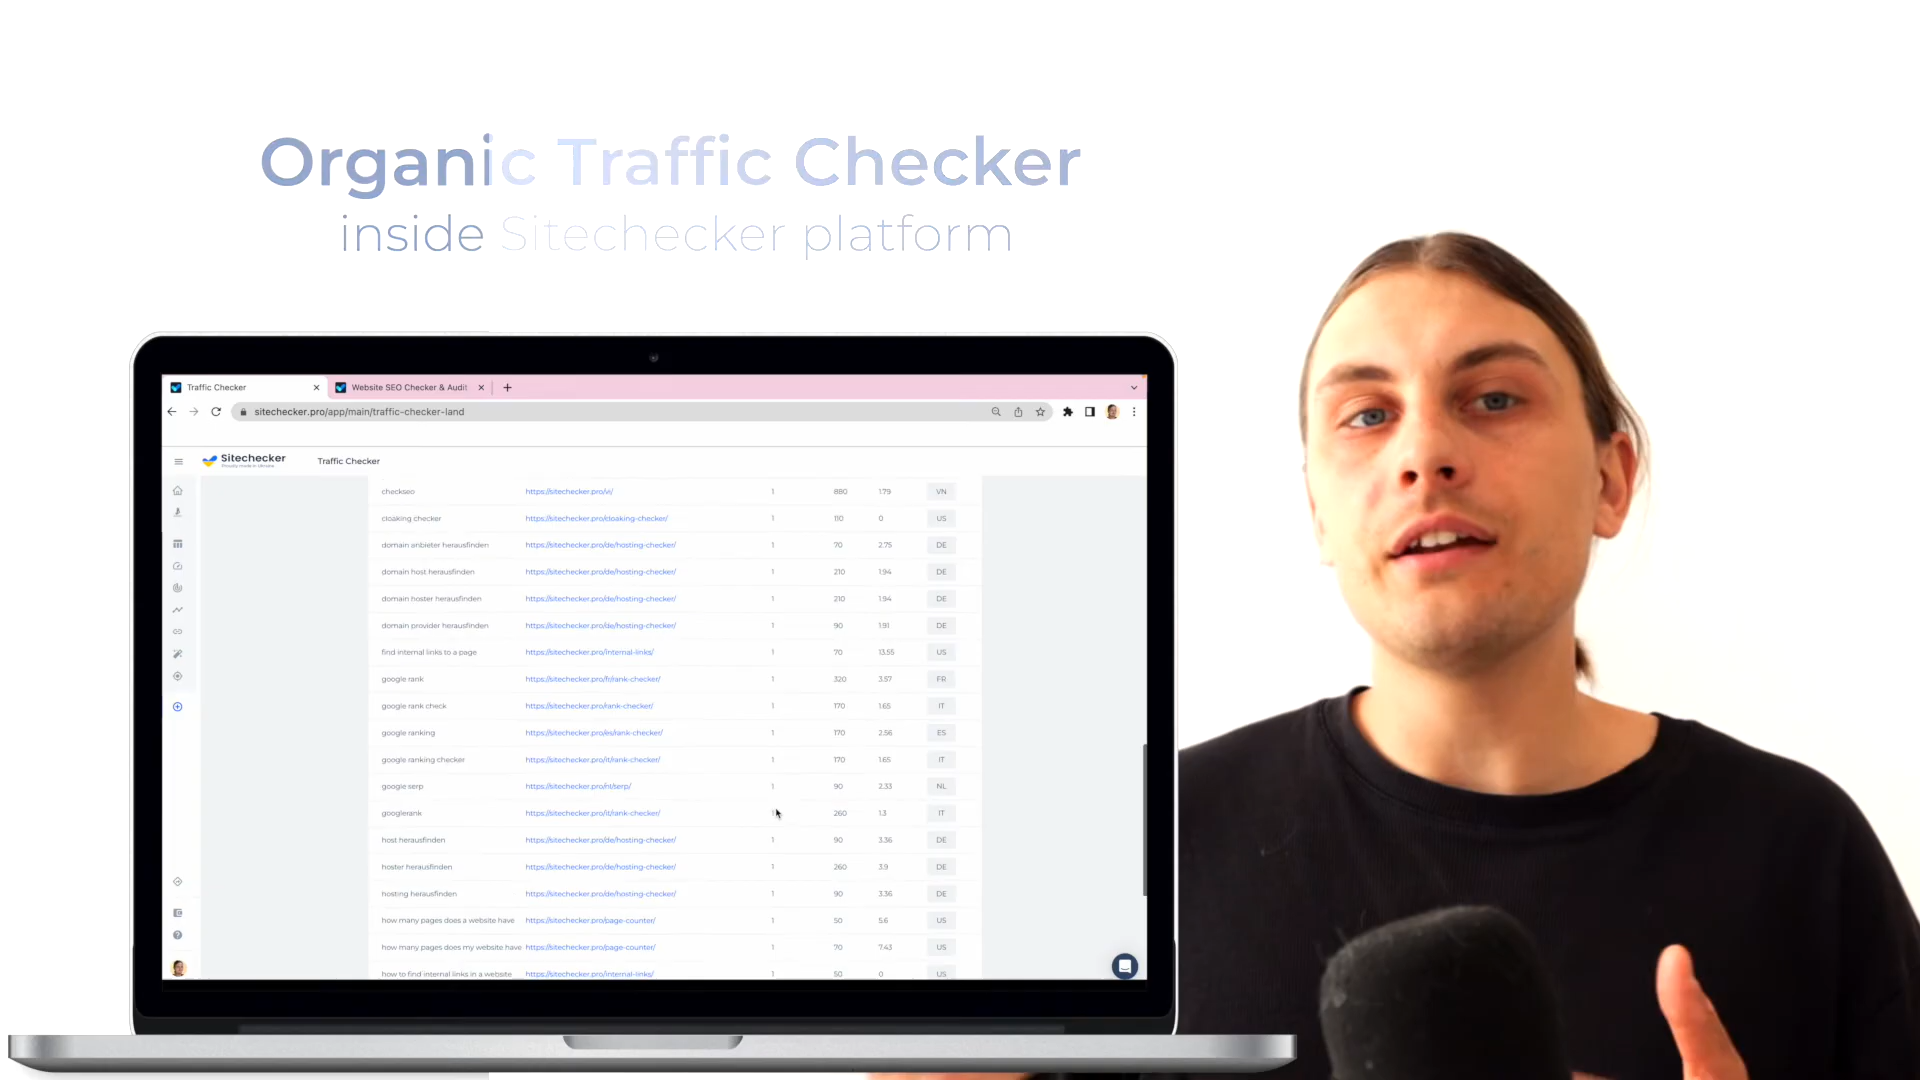 Organic Traffic Checker
inside Sitechecker platform
Traffic Checker
Website SEO Checker & Audit
sitechecker.pro/app/main/traffic-checker-land
Sitechecker
Proudly made in Ukraine
Traffic Checker
checkseo https://sitechecker.pro/vi/ 1 880 1.79 VN
cloaking checker https://sitechecker.pro/cloaking-checker/ 1 110 0 US
domain anbieter herausfinden https://sitechecker.pro/de/hosting-checker/ 1 70 2.75 DE
domain host herausfinden https://sitechecker.pro/de/hosting-checker/ 1 210 1.94 DE
domain hoster herausfinden https://sitechecker.pro/de/hosting-checker/ 1 210 1.94 DE
domain provider herausfinden https://sitechecker.pro/de/hosting-checker/ 1 90 1.91 DE
find internal links to a page https://sitechecker.pro/internal-links/ 1 70 13.55 US
google rank https://sitechecker.pro/fr/rank-checker/ 1 320 3.57 FR
google rank check https://sitechecker.pro/rank-checker/ 1 170 1.65 IT
google ranking https://sitechecker.pro/es/rank-checker/ 1 170 2.56 ES
google ranking checker https://sitechecker.pro/it/rank-checker/ 1 170 1.65 IT
google serp https://sitechecker.pro/nl/serp/ 1 90 2.33 NL
googlerank https://sitechecker.pro/it/rank-checker/ 1 260 1.3 IT
host herausfinden https://sitechecker.pro/de/hosting-checker/ 1 90 3.36 DE
hoster herausfinden https://sitechecker.pro/de/hosting-checker/ 1 260 3.9 DE
hosting herausfinden https://sitechecker.pro/de/hosting-checker/ 1 90 3.36 DE
how many pages does a website have https://sitechecker.pro/page-counter/ 1 50 5.6 US
how many pages does my website have https://sitechecker.pro/page-counter/ 1 70 7.43 US
how to find internal links in a website https://sitechecker.pro/internal-links/ 1 50 0 US